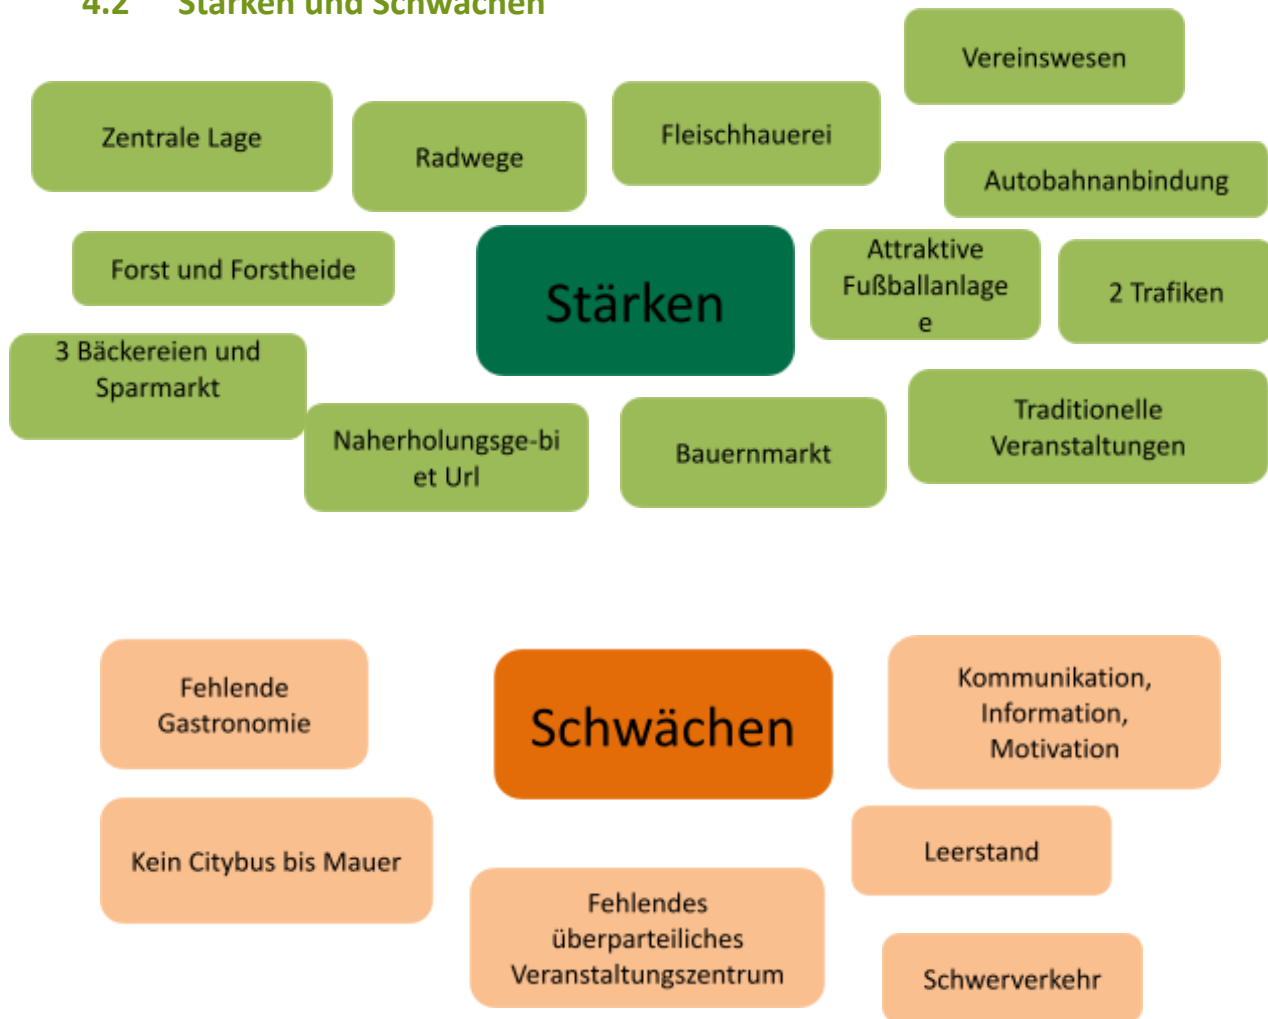 4.2 Stärken und Schwächen
Vereinswesen
Zentrale Lage
Radwege
Fleischhauerei
Autobahnanbindung
Forst und Forstheide
Stärken
Attraktive
Fußballanlage
e
2 Trafiken
3 Bäckereien und
Sparmarkt
Naherholungsge-bi
et Url
Bauernmarkt
Traditionelle
Veranstaltungen
Fehlende
Gastronomie
Schwächen
Kommunikation,
Information,
Motivation
Kein Citybus bis Mauer
Leerstand
Fehlendes
überparteiliches
Veranstaltungszentrum
Schwerverkehr